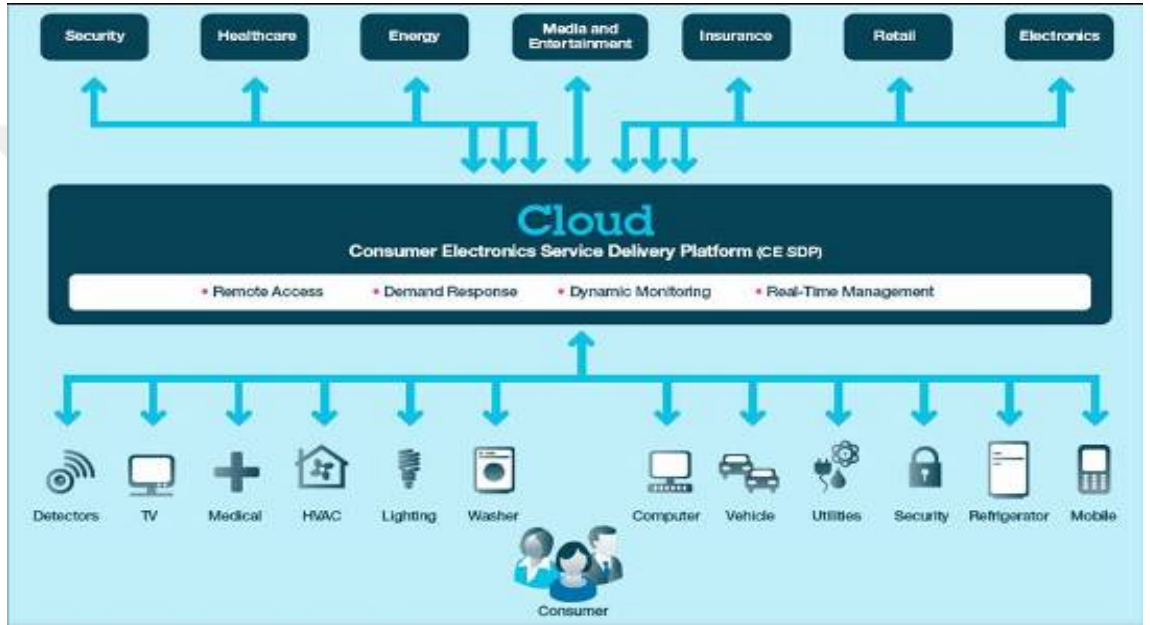 Security Healthcare Energy Media and Insurance Retail Electronics
Entertainment
Cloud
Consumer Electronics Service Delivery Platform (CE SDP)
• Remote Access • Demand Response • Dynamic Monitoring • Real-Time Management
Detectors TV Medical HVAC Lighting Washer Computer Vehicle Utilities Security Refrigerator Mobile
Consumer